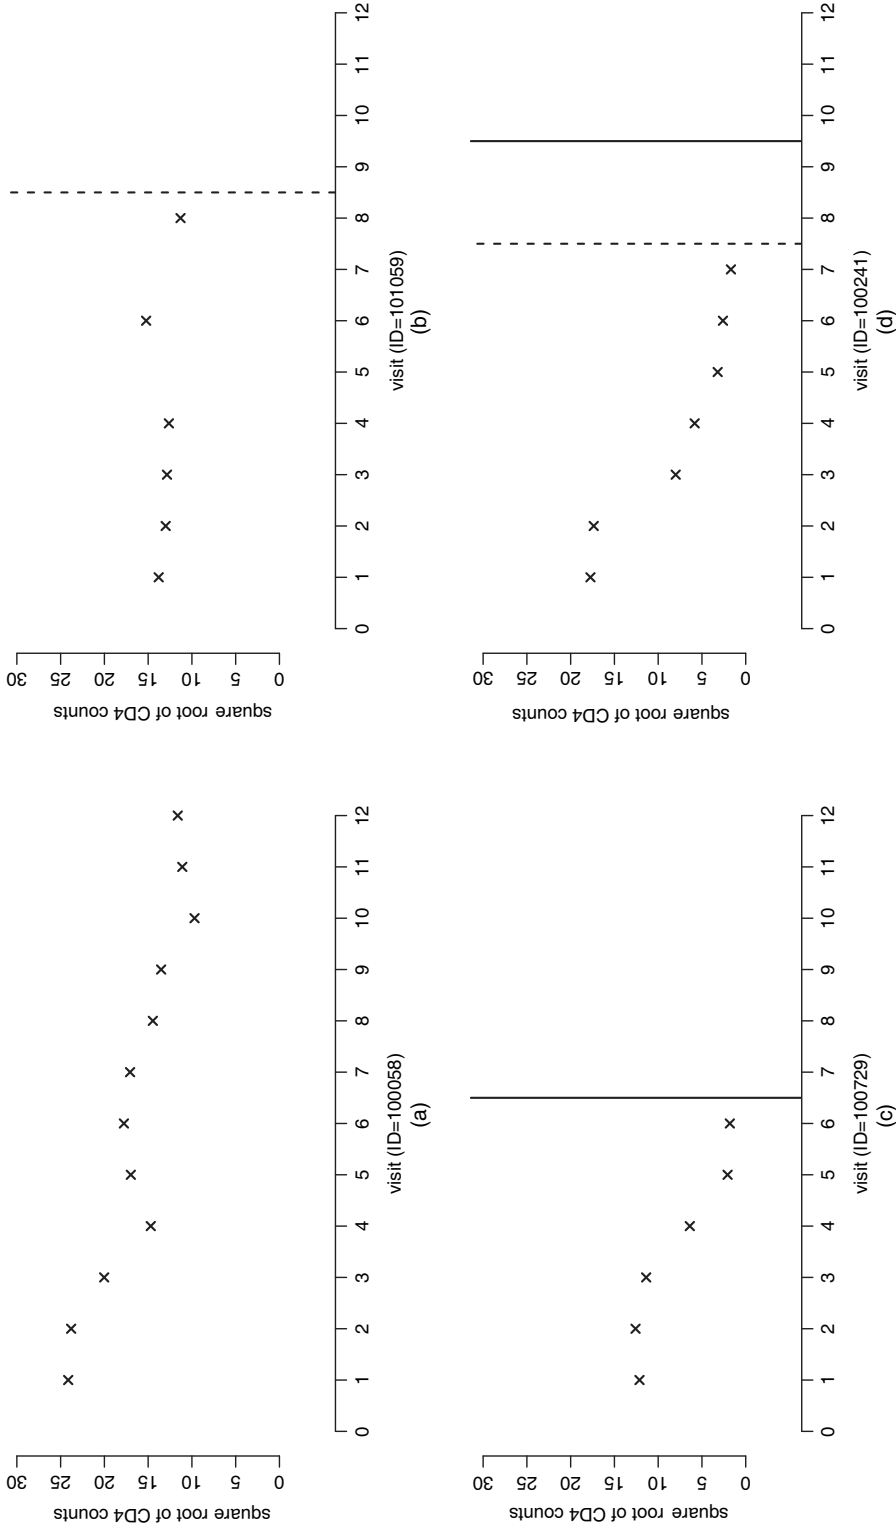 30
25
20
15
10
5
0
square root of CD4 counts
0 1 2 3 4 5 6 7 8 9 10 11 12
visit (ID=100058)
(a)
30
25
20
15
10
5
0
square root of CD4 counts
0 1 2 3 4 5 6 7 8 9 10 11 12
visit (ID=101059)
(b)
30
25
20
15
10
5
0
square root of CD4 counts
0 1 2 3 4 5 6 7 8 9 10 11 12
visit (ID=100729)
(c)
30
25
20
15
10
5
0
square root of CD4 counts
0 1 2 3 4 5 6 7 8 9 10 11 12
visit (ID=100241)
(d)